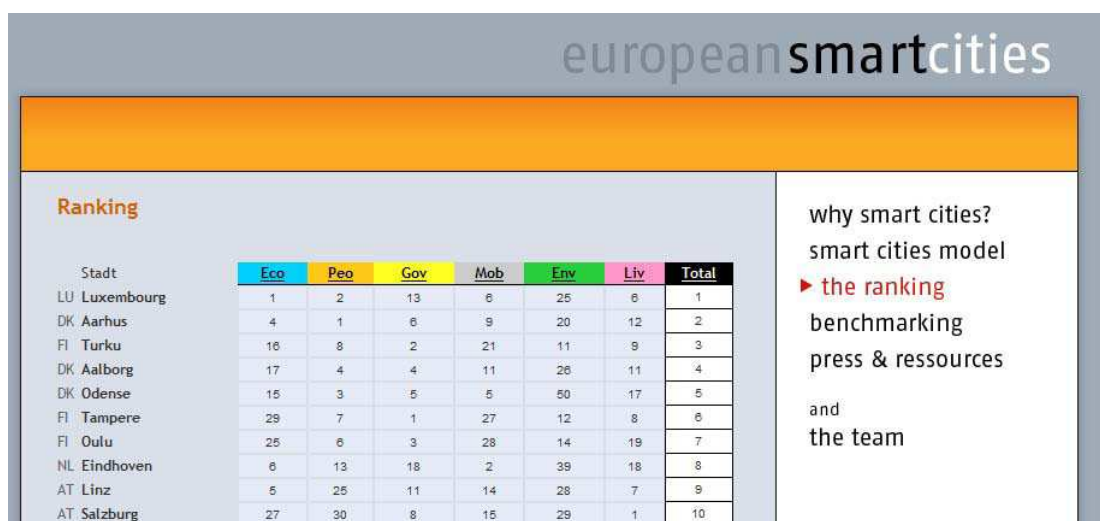 europeansmartcities
Ranking
Stadt Eco Peo Gov Mob Env Liv Total
LU Luxembourg 1 2 13 6 25 6 1
DK Aarhus 4 1 6 9 20 12 2
FI Turku 16 8 2 21 11 9 3
DK Aalborg 17 4 4 11 26 11 4
DK Odense 15 3 5 5 50 17 5
FI Tampere 29 7 1 27 12 8 6
FI Oulu 25 6 3 28 14 19 7
NL Eindhoven 6 13 18 2 39 18 8
AT Linz 5 25 11 14 28 7 9
AT Salzburg 27 30 8 15 29 1 10
why smart cities?
smart cities model
the ranking
benchmarking
press & ressources
and
the team